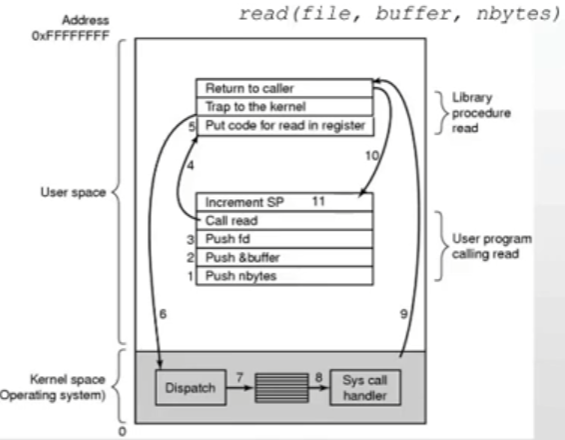 read(file, buffer, nbytes)
Address
0xFFFFFFFF
Return to caller
Trap to the kernel
5 Put code for read in register
Library
procedure
read
4
10
User space
Increment SP 11
Call read
3 Push fd
2 Push &buffer
1 Push nbytes
User program
calling read
6
9
Kernel space
Operating system)
Dispatch
7
8
Sys call
handler
0